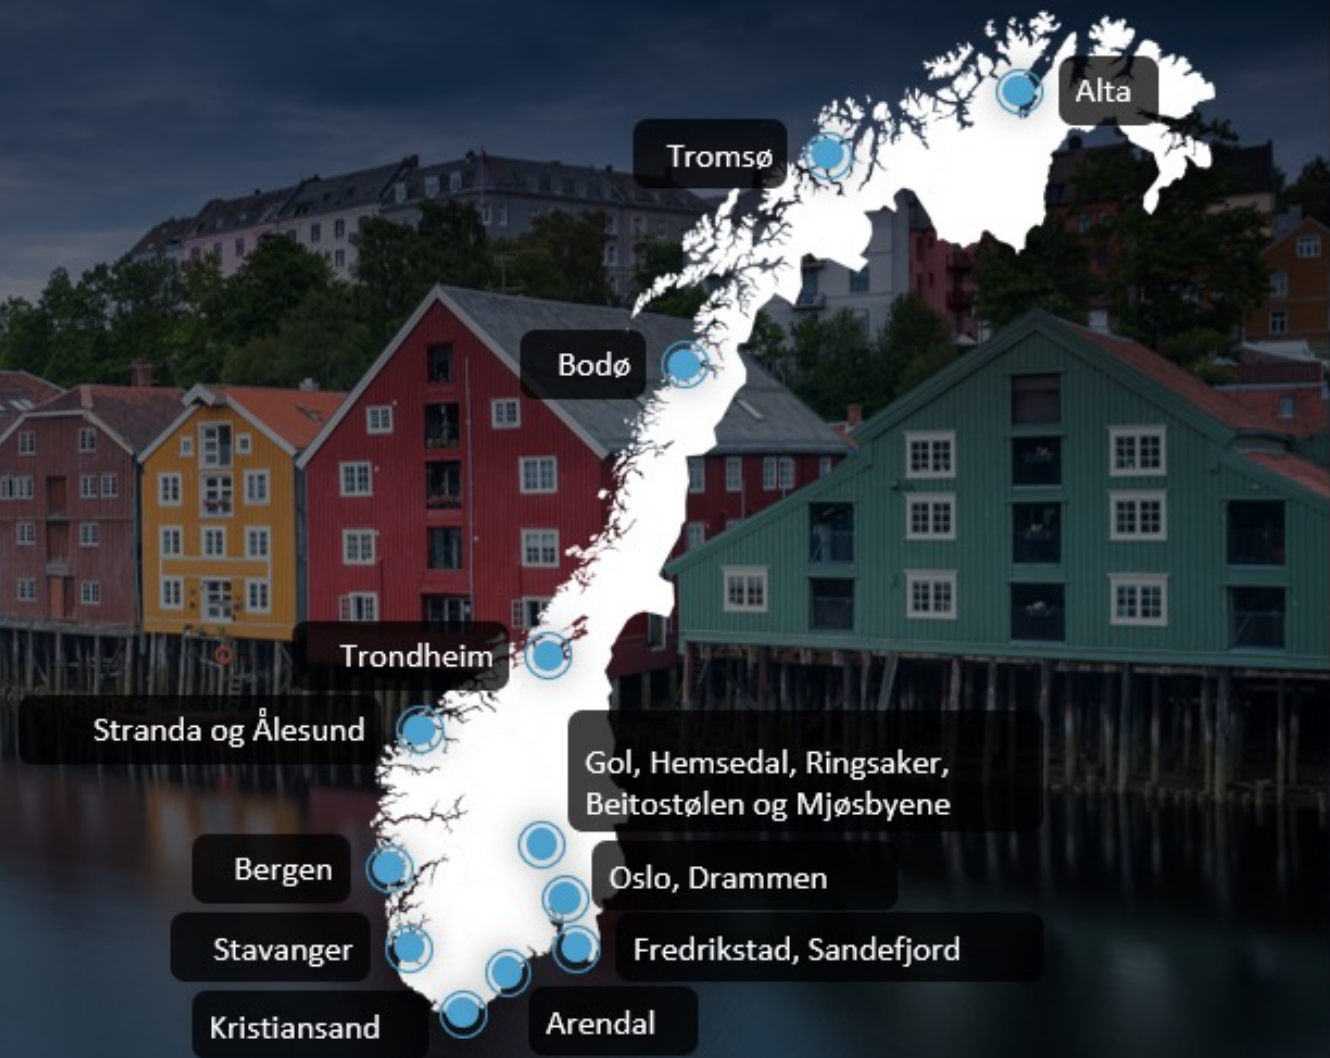 Alta
Tromsø
Bodø
Trondheim
Stranda og Ålesund
Gol, Hemsedal, Ringsaker,
Beitostølen og Mjøsbyene
Bergen
Oslo, Drammen
Stavanger
Fredrikstad, Sandefjord
Kristiansand
Arendal